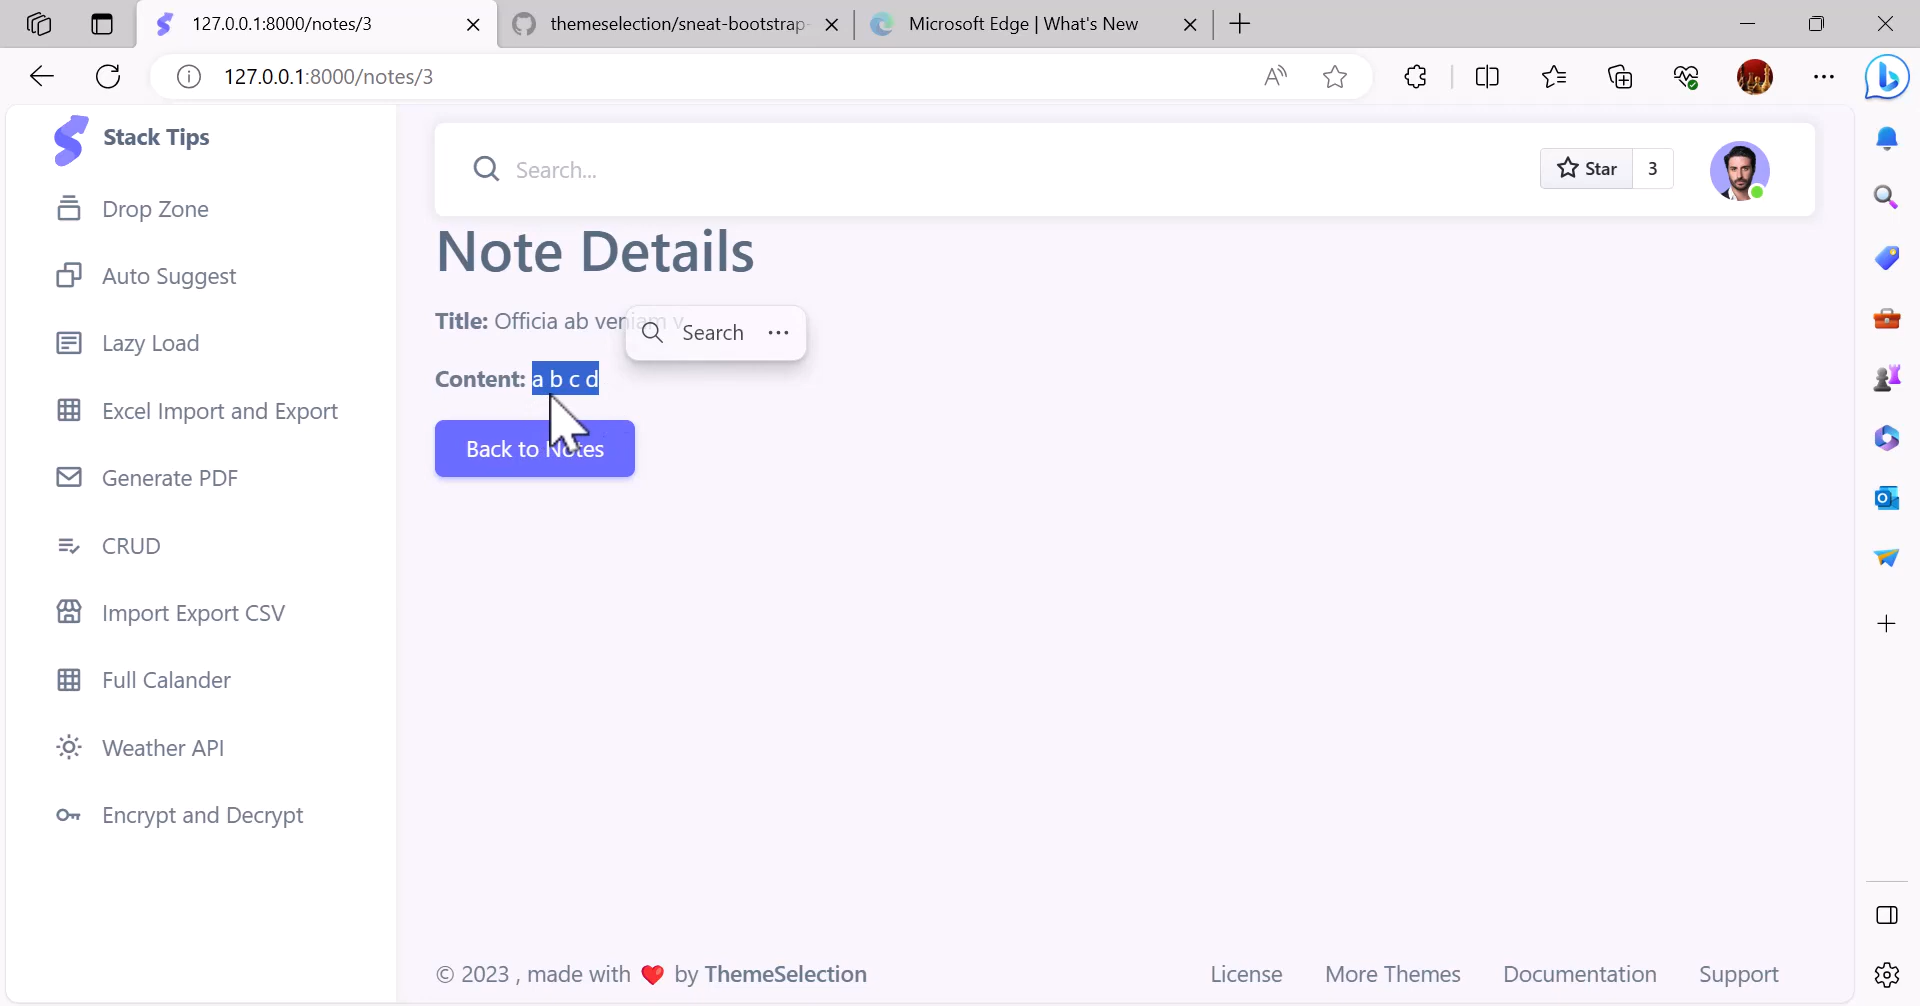 127.0.0.1:8000/notes/3
themeselection/sneat-bootstrap-
Microsoft Edge | What's New
127.0.0.1:8000/notes/3
Stack Tips
Drop Zone
Auto Suggest
Lazy Load
Excel Import and Export
Generate PDF
CRUD
Import Export CSV
Full Calander
Weather API
Encrypt and Decrypt
Search...
Star 3
Note Details
Title: Officia ab veniam v
Search ...
Content: a b c d
Back to Notes
© 2023 , made with ❤️ by ThemeSelection
License More Themes Documentation Support